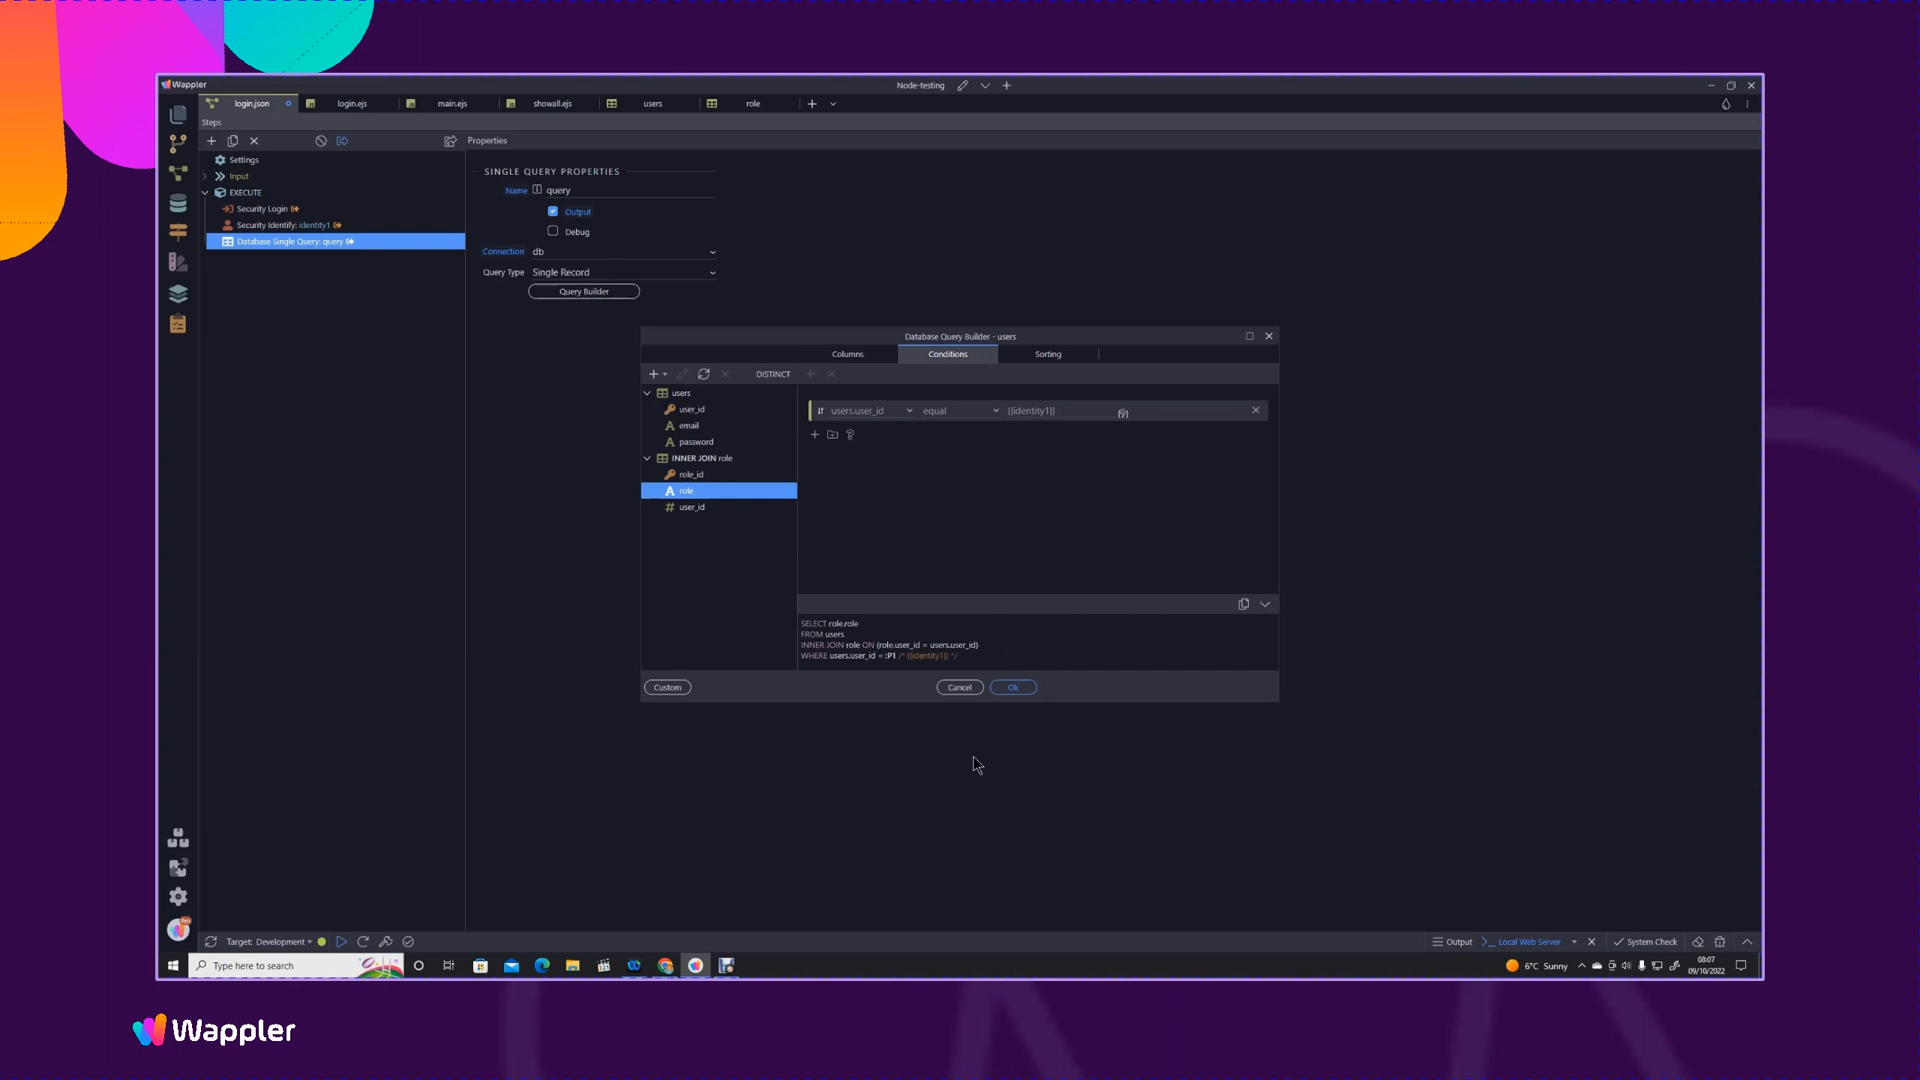 Wappler
Node-testing
login.json
login.ejs
main.ejs
showall.ejs
users
role
Steps
Properties
Settings
Input
EXECUTE
Security Login
Security Identify: identity1
Database Single Query: query
SINGLE QUERY PROPERTIES
Name query
Output
Debug
Connection db
Query Type Single Record
Query Builder
Database Query Builder - users
Columns
Conditions
Sorting
DISTINCT
users
user_id
email
password
INNER JOIN role
role_id
role
user_id
users.user_id equal {{identity1}}
SELECT role.role
FROM users
INNER JOIN role ON (role.user_id = users.user_id)
WHERE users.user_id = :P1 /* {{identity1}} */
Custom
Cancel
Ok
Target: Development
Output
Local Web Server
System Check
Type here to search
6°C Sunny
08:07
09/10/2022
Wappler